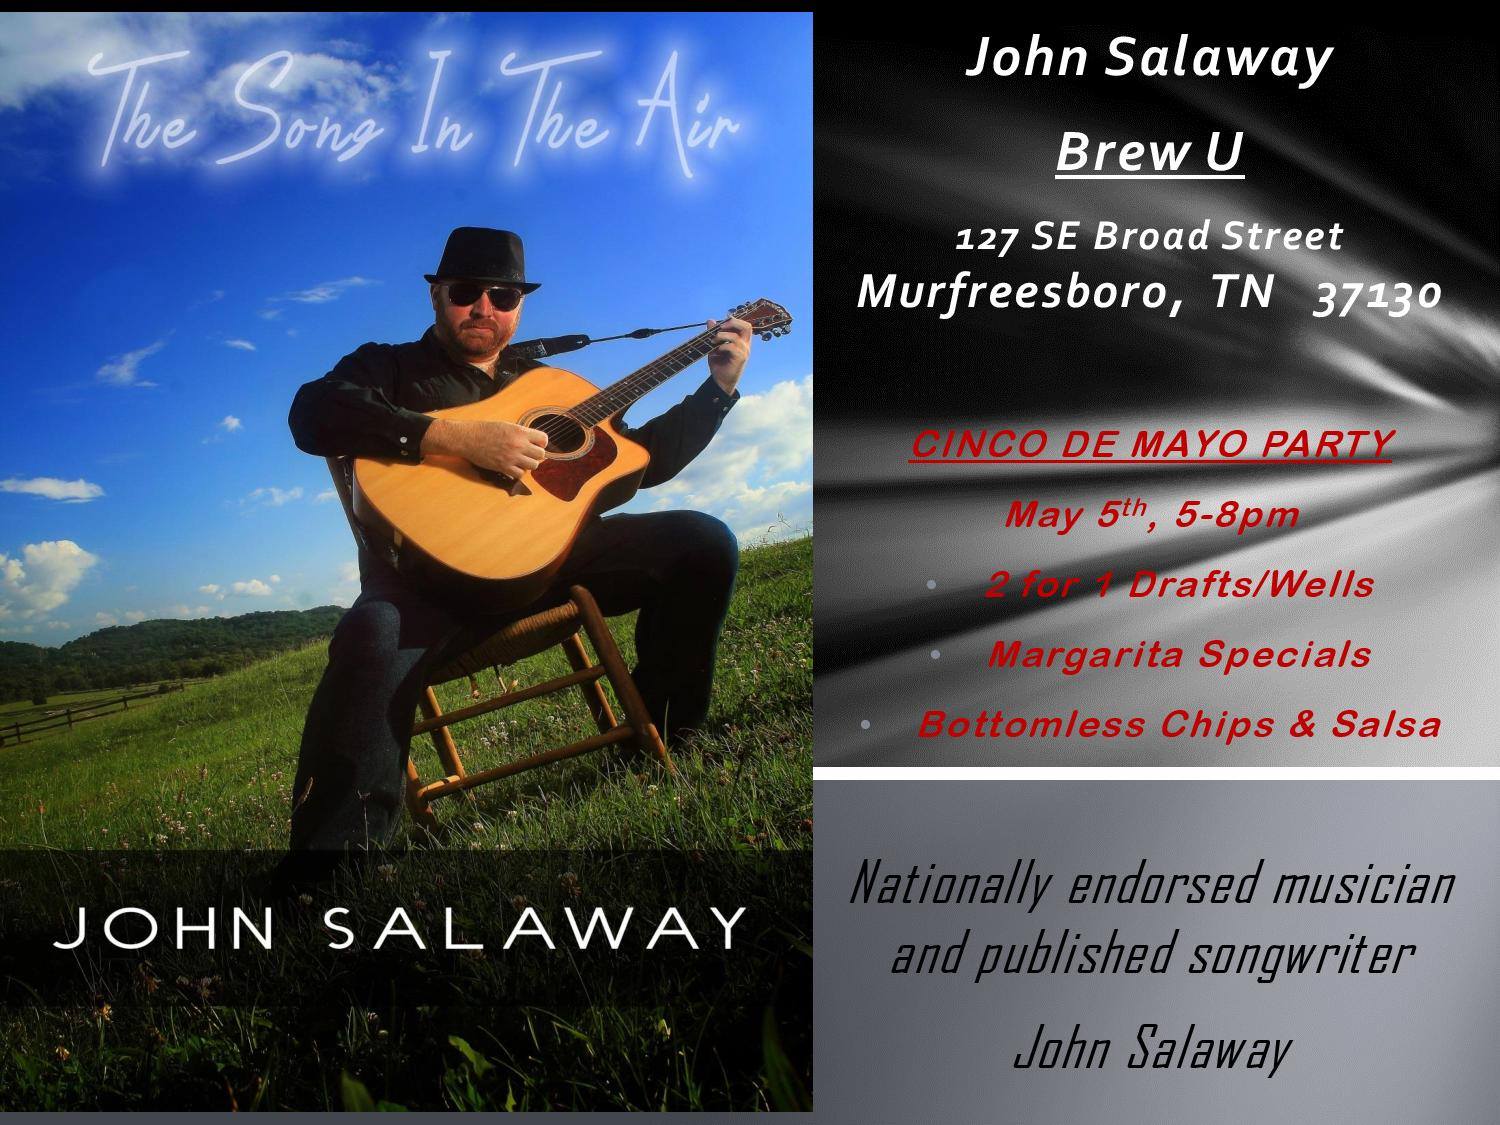 The Song In The Air
JOHN SALAWAY
John Salaway
Brew U
127 SE Broad Street
Murfreesboro, TN 37130
CINCO DE MAYO PARTY
May 5th, 5-8pm
• 2 for 1 Drafts/Wells
• Margarita Specials
• Bottomless Chips & Salsa
Nationally endorsed musician
and published songwriter
John Salaway